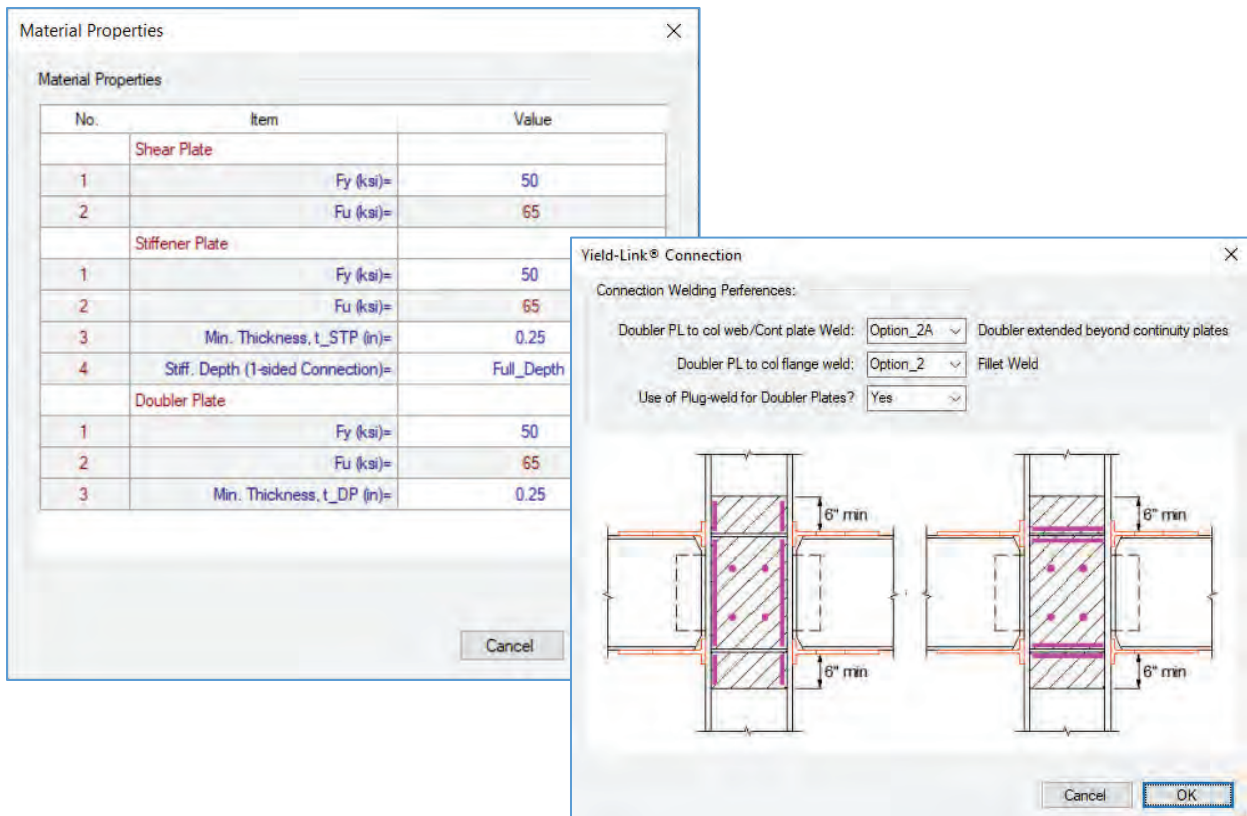 Material Properties
Material Properties
No. Item Value
Shear Plate
1 Fy (ksi)= 50
2 Fu (ksi)= 65
Stiffener Plate
1 Fy (ksi)= 50
2 Fu (ksi)= 65
3 Min. Thickness, t_STP (in)= 0.25
4 Stiff. Depth (1-sided Connection)= Full_Depth
Doubler Plate
1 Fy (ksi)= 50
2 Fu (ksi)= 65
3 Min. Thickness, t_DP (in)= 0.25
Cancel
Yield-Link® Connection
Connection Welding Perferences:
Doubler PL to col web/Cont plate Weld: Option_2A Doubler extended beyond continuity plates
Doubler PL to col flange weld: Option_2 Fillet Weld
Use of Plug-weld for Doubler Plates? Yes
6" min 6" min
6" min 6" min
Cancel OK